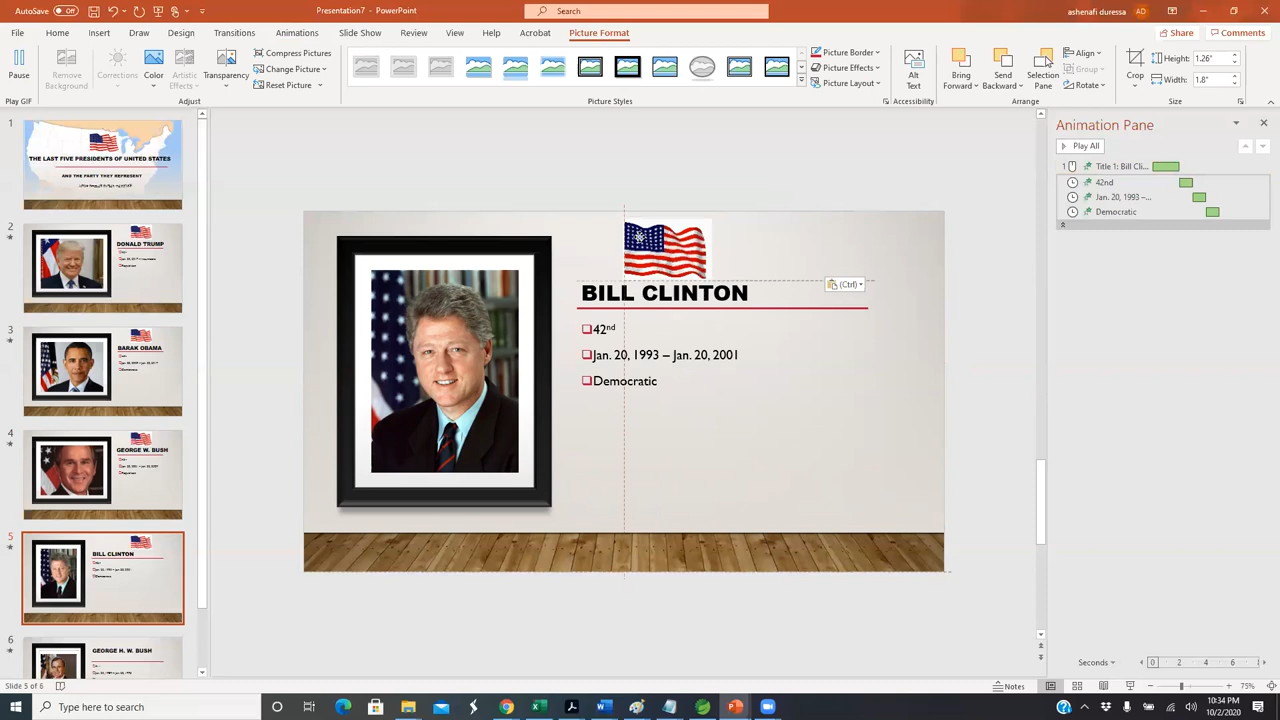 AutoSave Off
Presentation7 - PowerPoint
Search
ashenafi duressa
File Home Insert Draw Design Transitions Animations Slide Show Review View Help Acrobat Picture Format
Share Comments
Pause
Play GIF
Remove Background
Corrections
Color
Artistic Effects
Transparency
Compress Pictures
Change Picture
Reset Picture
Adjust
Picture Styles
Picture Border
Picture Effects
Picture Layout
Alt Text
Accessibility
Bring Forward
Send Backward
Selection Pane
Align
Group
Rotate
Arrange
Crop
Height: 1.26"
Width: 1.8"
Size
1
THE LAST FIVE PRESIDENTS OF UNITED STATES
AND THE PARTY THEY REPRESENT
2
DONALD TRUMP
3
BARAK OBAMA
4
GEORGE W. BUSH
5
BILL CLINTON
6
GEORGE H. W. BUSH
BILL CLINTON
42nd
Jan. 20, 1993 – Jan. 20, 2001
Democratic
(Ctrl)
Animation Pane
Play All
1 Title 1: Bill Cli...
42nd
Jan. 20, 1993 –...
Democratic
Seconds 0 2 4 6
Slide 5 of 6
Notes
75%
Type here to search
10:34 PM
10/2/2020